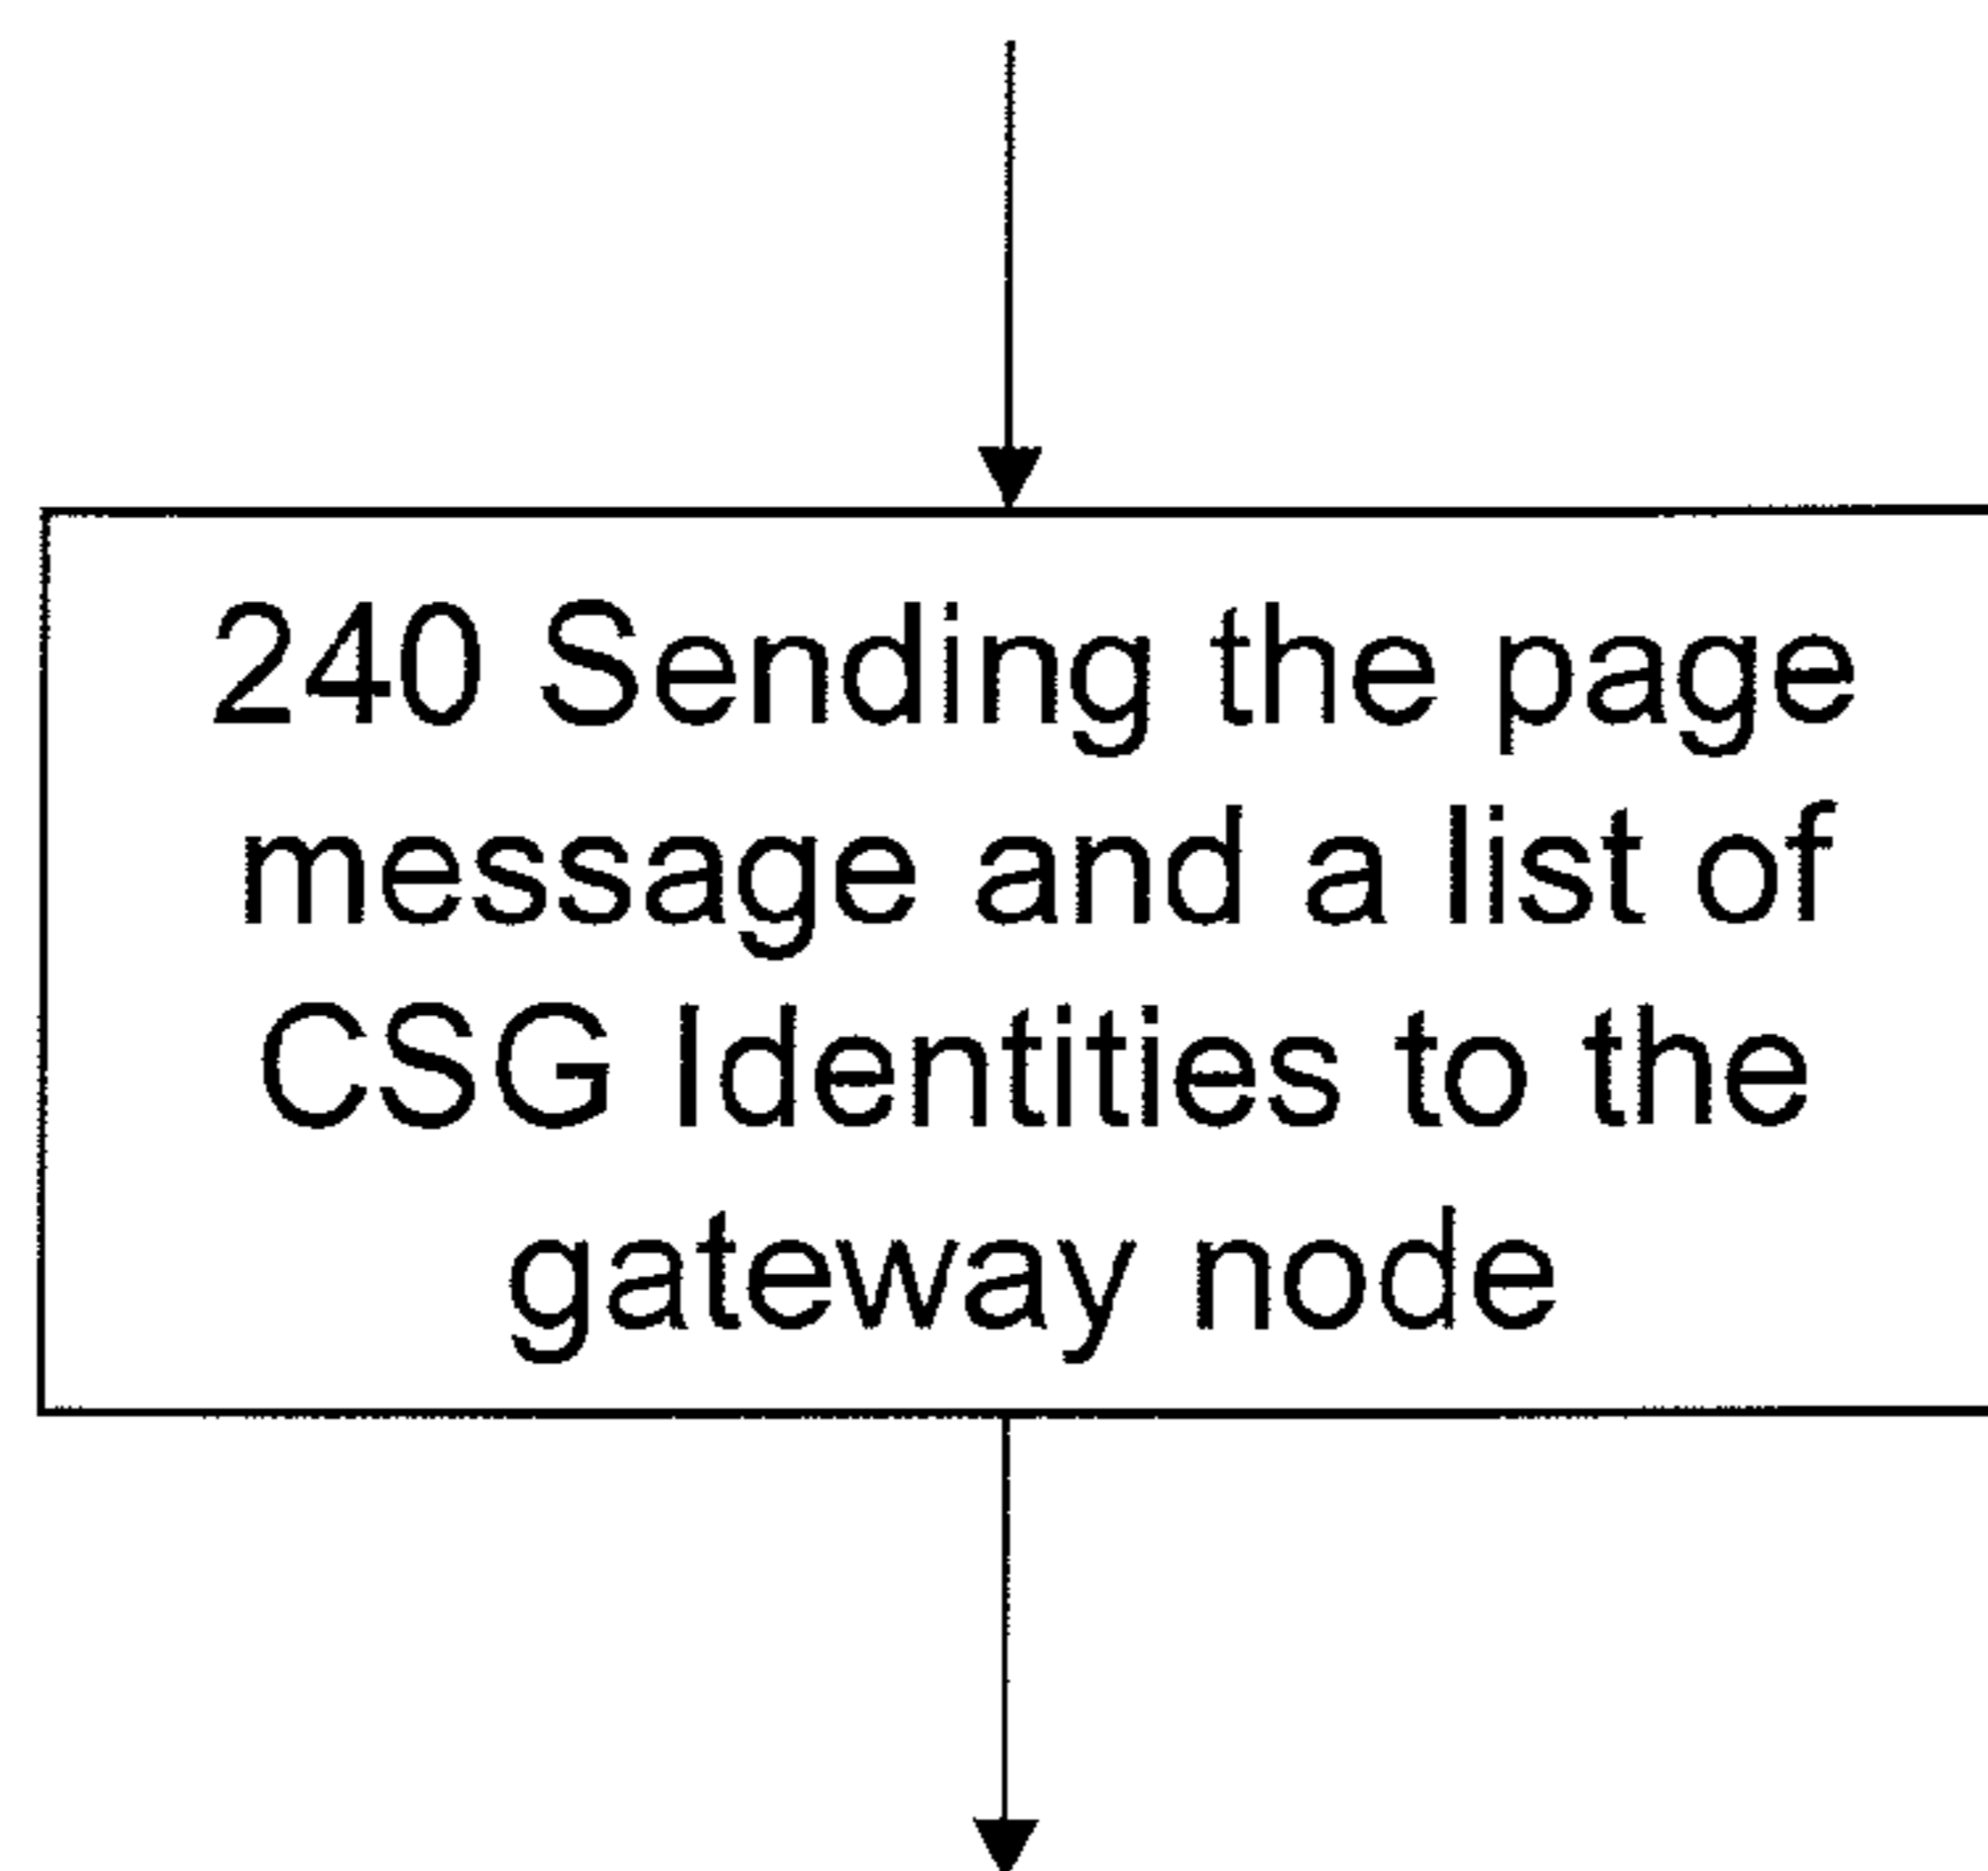 240 Sending the page
message and a list of
CSG Identities to the
gateway node